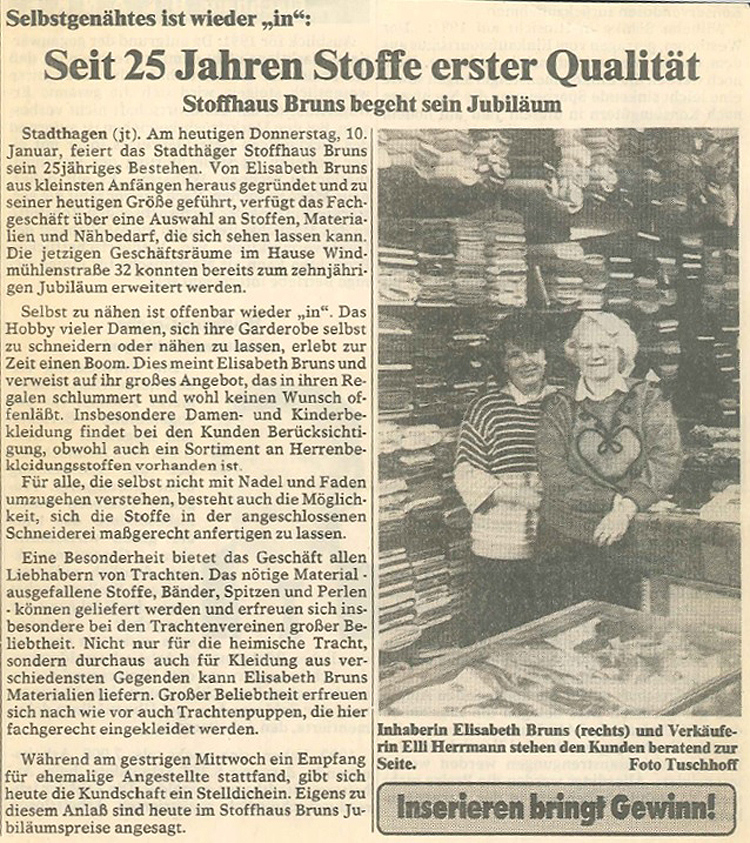 Selbstgenähtes ist wieder „in“:
Seit 25 Jahren Stoffe erster Qualität
Stoffhaus Bruns begeht sein Jubiläum
Stadthagen (jt). Am heutigen Donnerstag, 10.
Januar, feiert das Stadthäger Stoffhaus Bruns
sein 25jähriges Bestehen. Von Elisabeth Bruns
aus kleinsten Anfängen heraus gegründet und zu
seiner heutigen Größe geführt, verfügt das Fach-
geschäft über eine Auswahl an Stoffen, Materia-
lien und Nähbedarf, die sich sehen lassen kann.
Die jetzigen Geschäftsräume im Hause Wind-
mühlenstraße 32 konnten bereits zum zehnjähri-
gen Jubiläum erweitert werden.
Selbst zu nähen ist offenbar wieder „in“. Das
Hobby vieler Damen, sich ihre Garderobe selbst
zu schneidern oder nähen zu lassen, erlebt zur
Zeit einen Boom. Dies meint Elisabeth Bruns und
verweist auf ihr großes Angebot, das in ihren Re-
galen schlummert und wohl keinen Wunsch of-
fenläßt. Insbesondere Damen- und Kinderbe-
kleidung findet bei den Kunden Berücksichti-
gung, obwohl auch ein Sortiment an Herrenbe-
kleidungsstoffen vorhanden ist.
Für alle, die selbst nicht mit Nadel und Faden
umzugehen verstehen, besteht auch die Möglich-
keit, sich die Stoffe in der angeschlossenen
Schneiderei maßgerecht anfertigen zu lassen.
Eine Besonderheit bietet das Geschäft allen
Liebhabern von Trachten. Das nötige Material -
ausgefallene Stoffe, Bänder, Spitzen und Perlen
- können geliefert werden und erfreuen sich ins-
besondere bei den Trachtenvereinen großer Be-
liebtheit. Nicht nur für die heimische Tracht,
sondern durchaus auch für Kleidung aus ver-
schiedensten Gegenden kann Elisabeth Bruns
Materialien liefern. Großer Beliebtheit erfreuen
sich nach wie vor auch Trachtenpuppen, die hier
fachgerecht eingekleidet werden.
Während am gestrigen Mittwoch ein Empfang
für ehemalige Angestellte stattfand, gibt sich
heute die Kundschaft ein Stelldichein. Eigens zu
diesem Anlaß sind heute im Stoffhaus Bruns Ju-
biläumspreise angesagt.
Inhaberin Elisabeth Bruns (rechts) und Verkäufe-
rin Elli Herrmann stehen den Kunden beratend zur
Seite. Foto Tuschhoff
Inserieren bringt Gewinn!